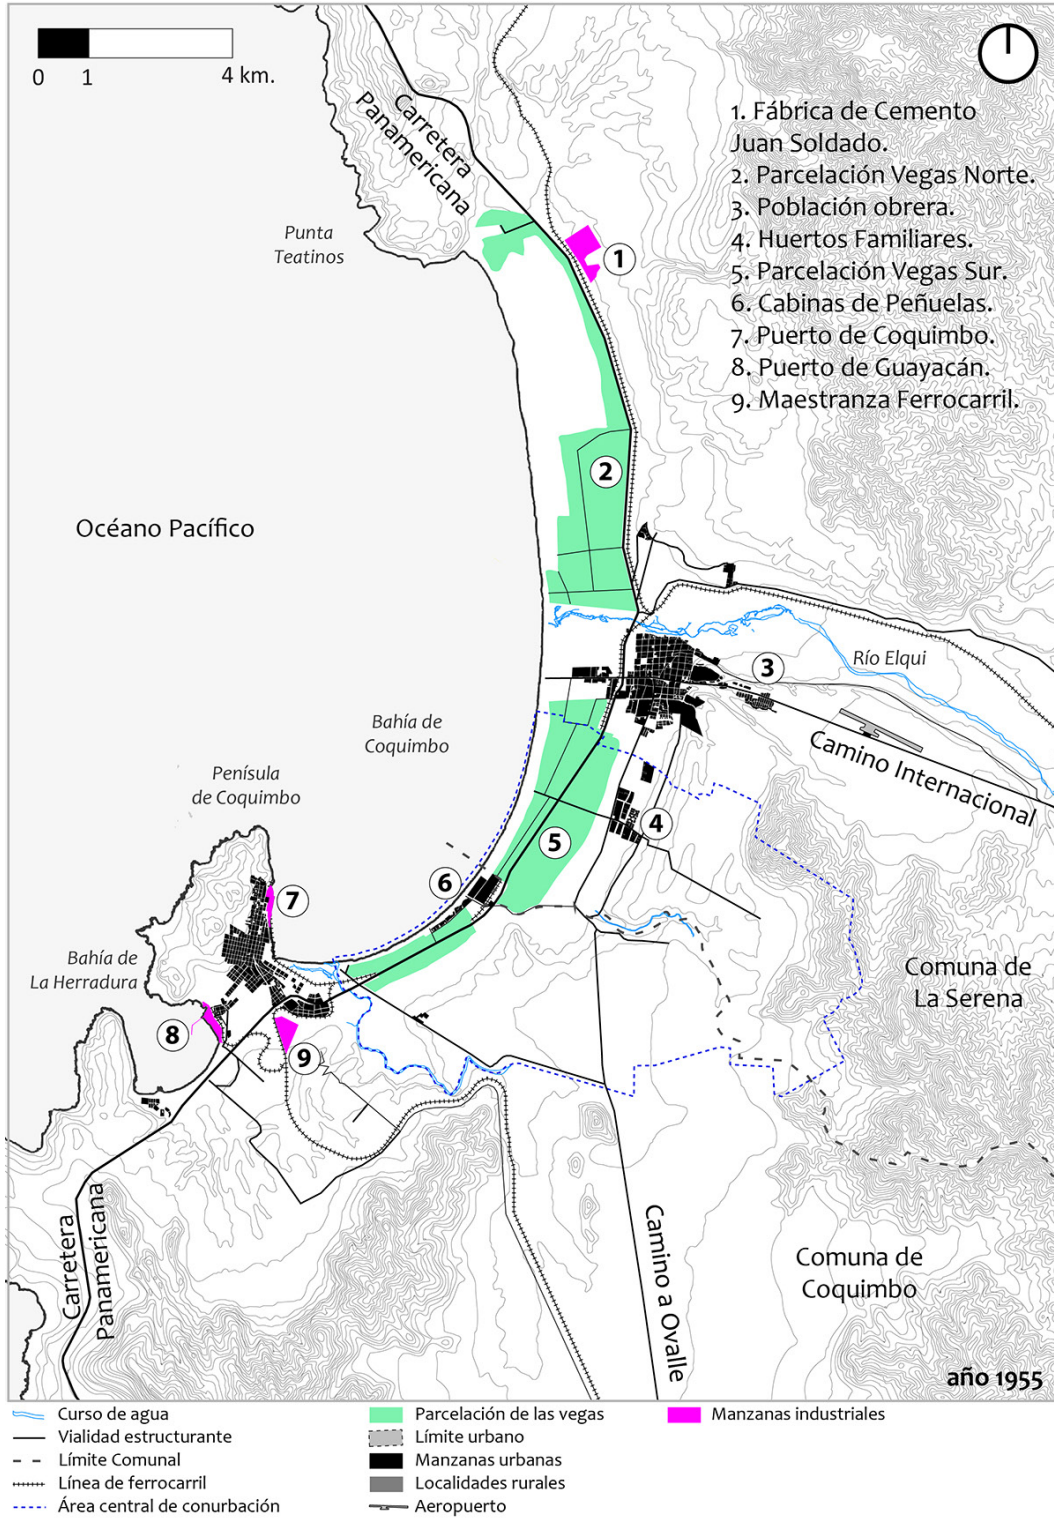 0 1 4 km.
1. Fábrica de Cemento
Juan Soldado.
2. Parcelación Vegas Norte.
3. Población obrera.
4. Huertos Familiares.
5. Parcelación Vegas Sur.
6. Cabinas de Peñuelas.
7. Puerto de Coquimbo.
8. Puerto de Guayacán.
9. Maestranza Ferrocarril.
Carretera
Panamericana
Punta
Teatinos
1
2
Océano Pacífico
3
Río Elqui
Bahía de
Coquimbo
Camino Internacional
Penísula
de Coquimbo
4
5
6
7
Bahía de
La Herradura
Comuna de
La Serena
8
9
Carretera
Panamericana
Camino a Ovalle
Comuna de
Coquimbo
año 1955
Curso de agua
Vialidad estructurante
Límite Comunal
Línea de ferrocarril
Área central de conurbación
Parcelación de las vegas
Límite urbano
Manzanas urbanas
Localidades rurales
Aeropuerto
Manzanas industriales